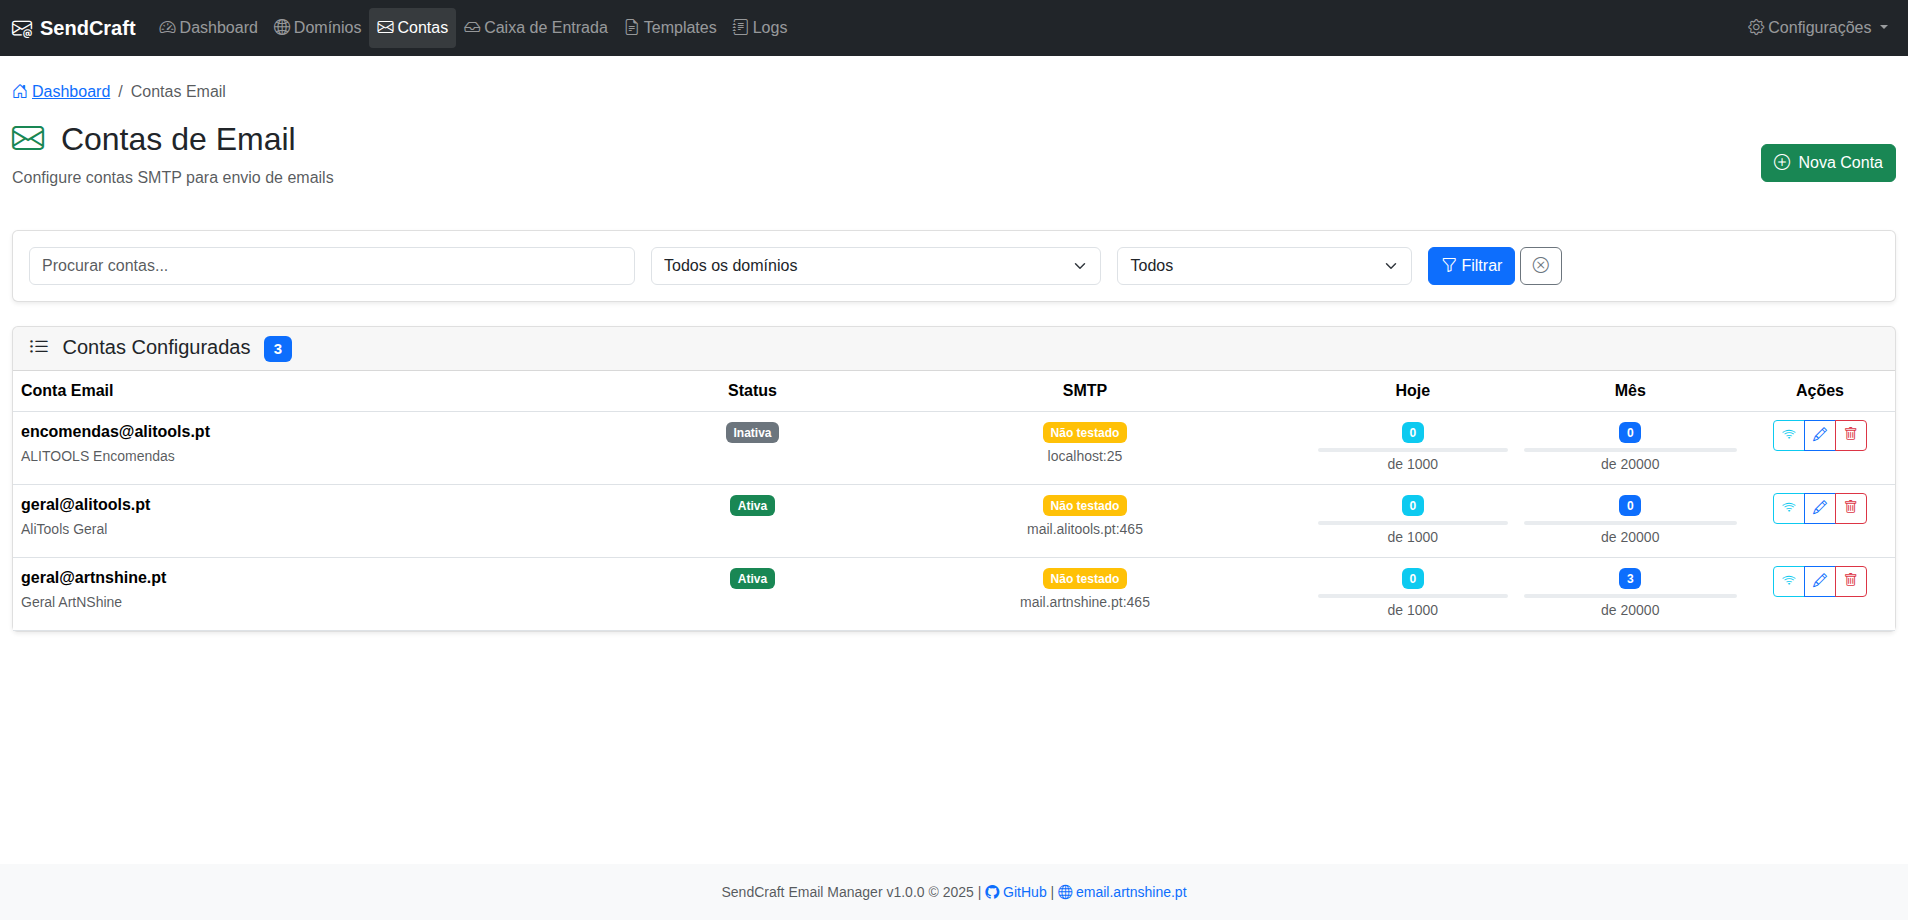 SendCraft Dashboard Domínios Contas Caixa de Entrada Templates Logs Configurações
Dashboard / Contas Email
Contas de Email
Configure contas SMTP para envio de emails
Nova Conta
Procurar contas... Todos os domínios Todos Filtrar
Contas Configuradas 3
Conta Email Status SMTP Hoje Mês Ações
encomendas@alitools.pt Inativa Não testado 0 0
ALITOOLS Encomendas localhost:25 de 1000 de 20000
geral@alitools.pt Ativa Não testado 0 0
AliTools Geral mail.alitools.pt:465 de 1000 de 20000
geral@artnshine.pt Ativa Não testado 0 3
Geral ArtNShine mail.artnshine.pt:465 de 1000 de 20000
SendCraft Email Manager v1.0.0 © 2025 | GitHub | email.artnshine.pt